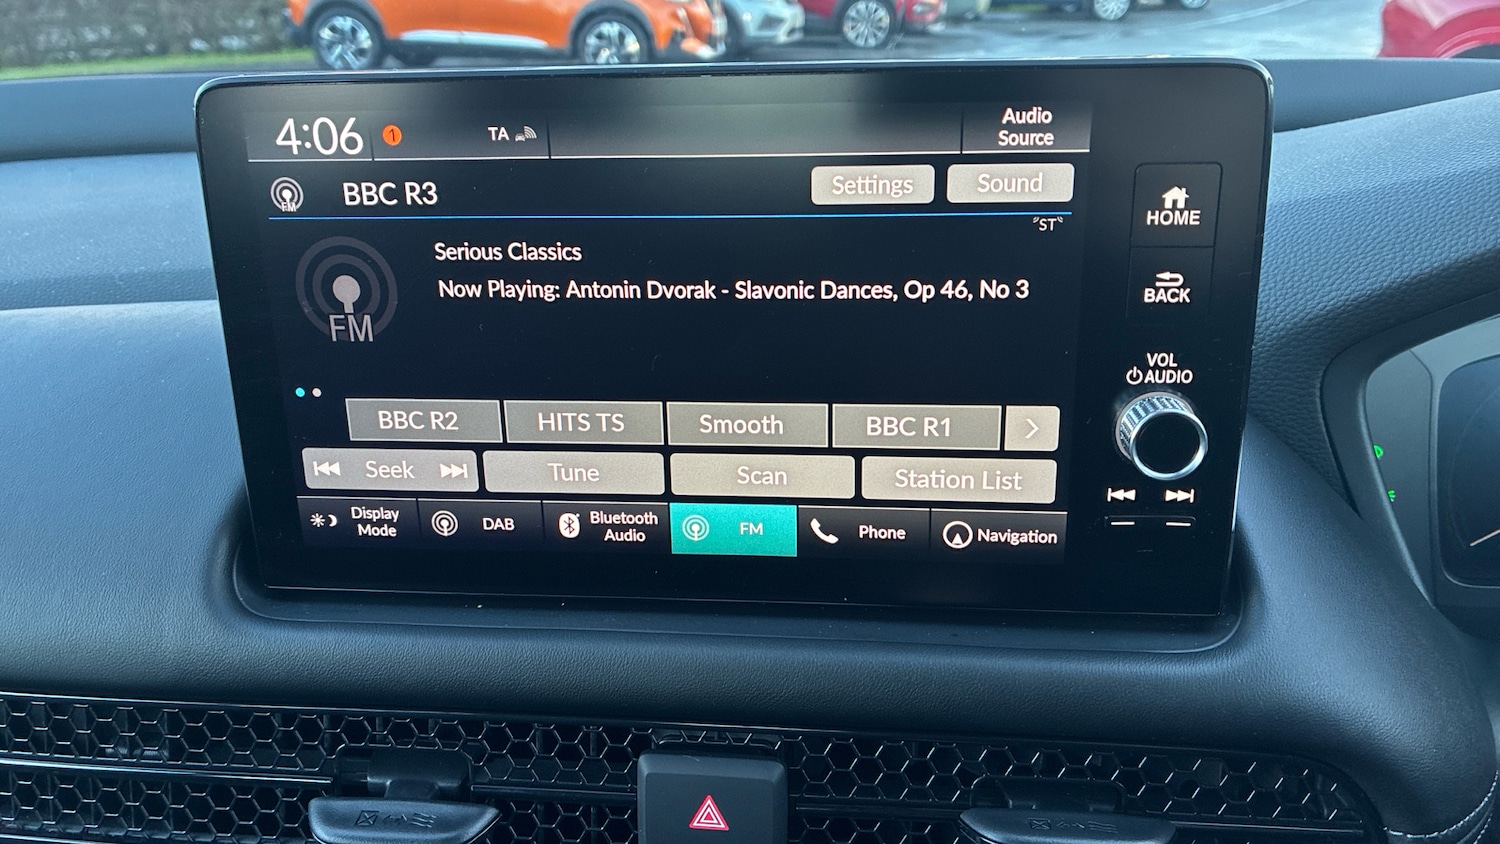 4:06
1
TA
Audio
Source
FM
BBC R3
Settings
Sound
"ST"
Serious Classics
Now Playing: Antonin Dvorak - Slavonic Dances, Op 46, No 3
FM
BBC R2
HITS TS
Smooth
BBC R1
Seek
Tune
Scan
Station List
Display
Mode
DAB
Bluetooth
Audio
FM
Phone
Navigation
HOME
BACK
VOL
AUDIO